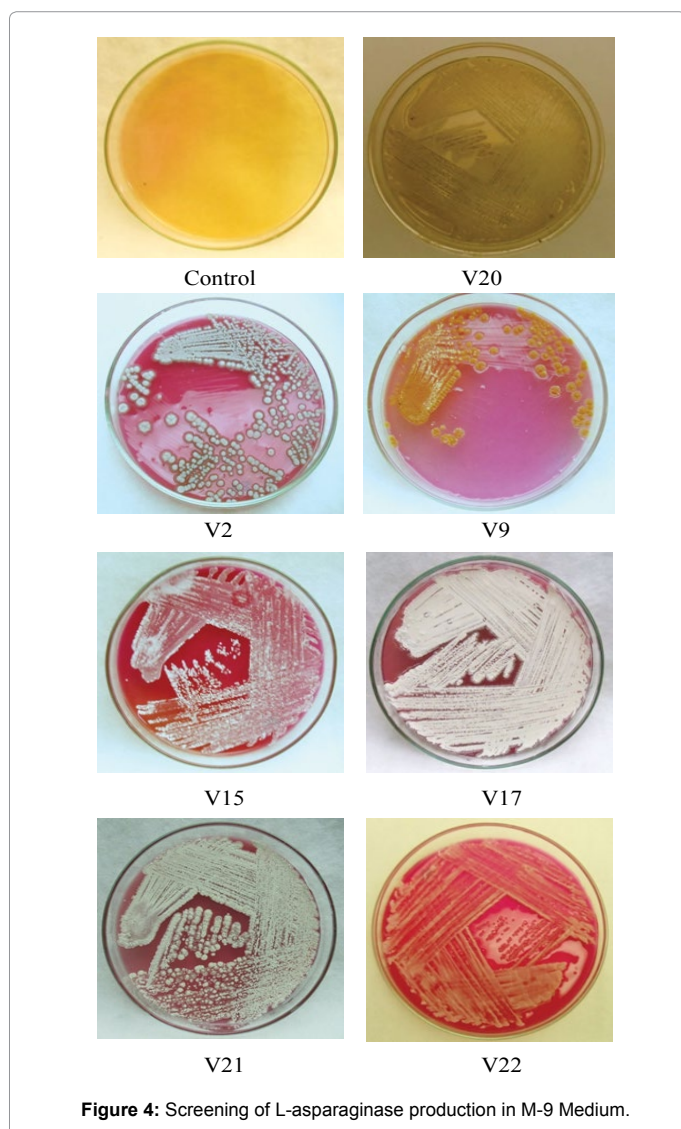 Control
V20
V2
V9
V15
V17
V21
V22
Figure 4: Screening of L-asparaginase production in M-9 Medium.